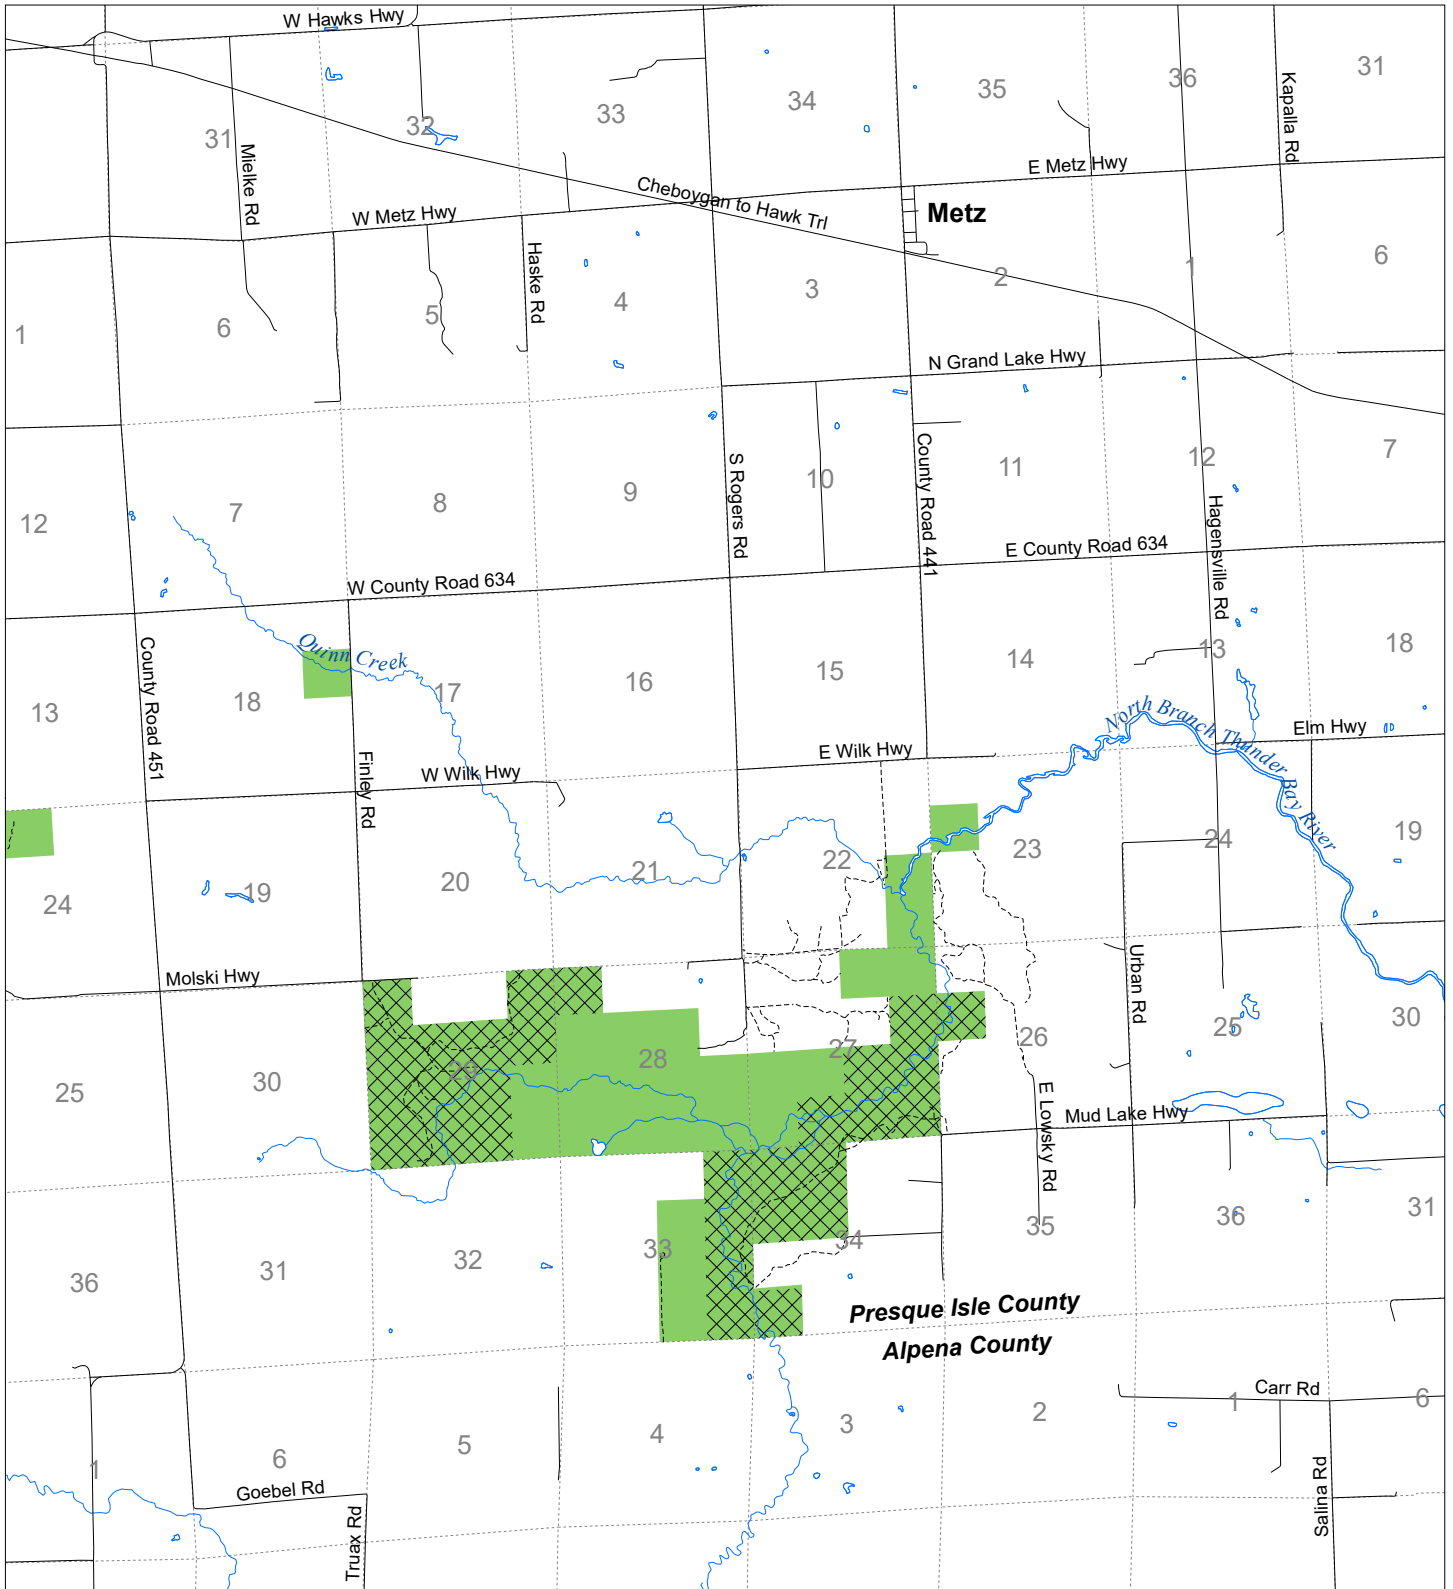 W Hawks Hwy
31
32
33
34
35
36
31
Kapalla Rd
Mielke Rd
E Metz Hwy
Cheboygan to Hawk Trl
W Metz Hwy
Metz
Haske Rd
1
6
5
4
3
2
1
6
N Grand Lake Hwy
S Rogers Rd
County Road 441
12
7
8
9
10
11
12
7
Hagensville Rd
E County Road 634
W County Road 634
County Road 451
Quinn Creek
13
18
17
16
15
14
13
18
North Branch Thunder Bay River
Elm Hwy
E Wilk Hwy
W Wilk Hwy
Finley Rd
24
19
20
21
22
23
24
19
Molski Hwy
Urban Rd
25
30
29
28
27
26
25
30
E Lowsky Rd
Mud Lake Hwy
36
31
32
33
34
35
36
31
Presque Isle County
Alpena County
Carr Rd
1
6
5
4
3
2
1
6
Goebel Rd
Truax Rd
Salina Rd